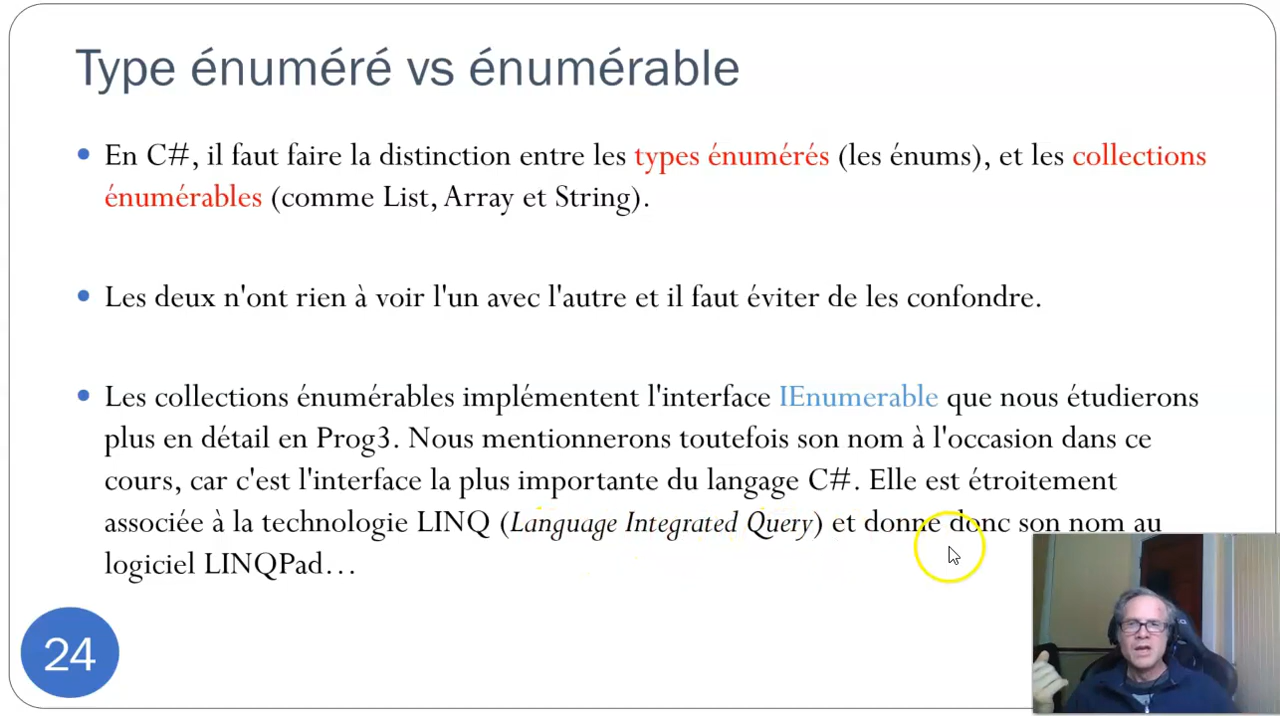 Type énuméré vs énumérable
En C#, il faut faire la distinction entre les types énumérés (les énums), et les collections
énumérables (comme List, Array et String).
Les deux n'ont rien à voir l'un avec l'autre et il faut éviter de les confondre.
Les collections énumérables implémentent l'interface IEnumerable que nous étudierons
plus en détail en Prog3. Nous mentionnerons toutefois son nom à l'occasion dans ce
cours, car c'est l'interface la plus importante du langage C#. Elle est étroitement
associée à la technologie LINQ (Language Integrated Query) et donne donc son nom au
logiciel LINQPad…
24